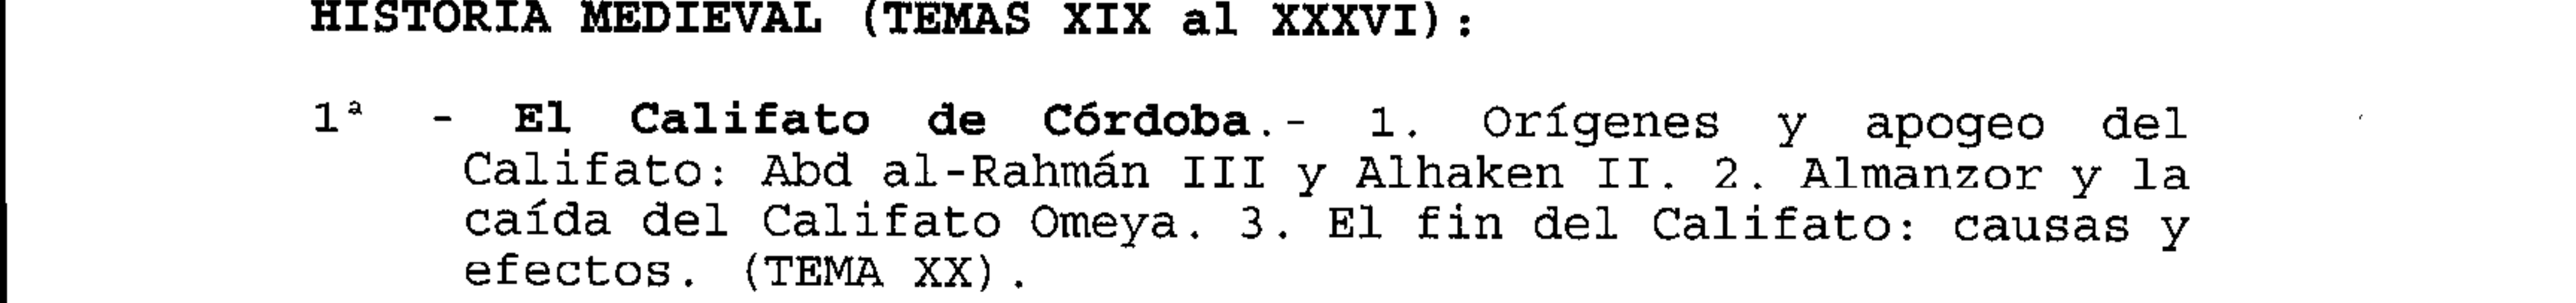 HISTORIA MEDIEVAL (TEMAS XIX al XXXVI):
1ª - El Califato de Córdoba.- 1. Orígenes y apogeo del
Califato: Abd al-Rahmán III y Alhaken II. 2. Almanzor y la
caída del Califato Omeya. 3. El fin del Califato: causas y
efectos. (TEMA XX).